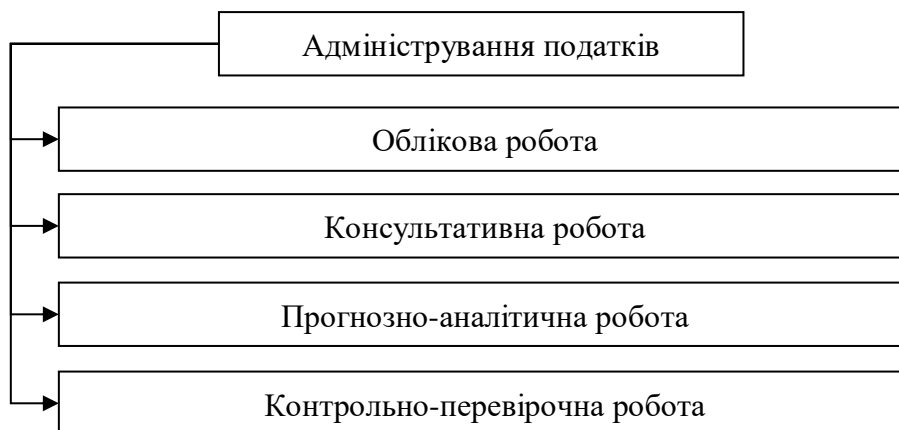 Адміністрування податків
Облікова робота
Консультативна робота
Прогнозно-аналітична робота
Контрольно-перевірочна робота